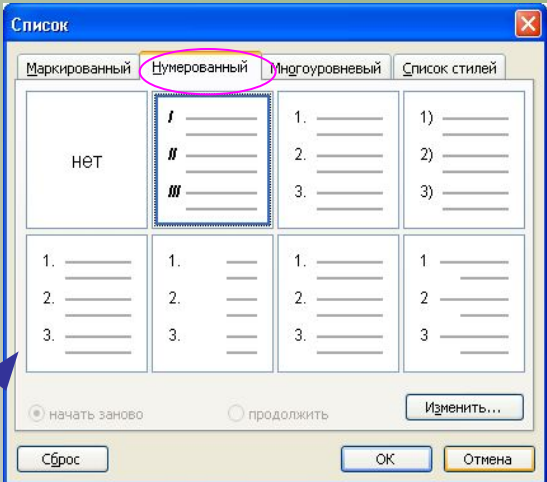 Список
Маркированный Нумерованный Многоуровневый Список стилей
нет I II III 1. 2. 3. 1) 2) 3)
1. 2. 3. 1. 2. 3. 1. 2. 3. 1 2 3
начать заново продолжить Изменить...
Сброс ОК Отмена